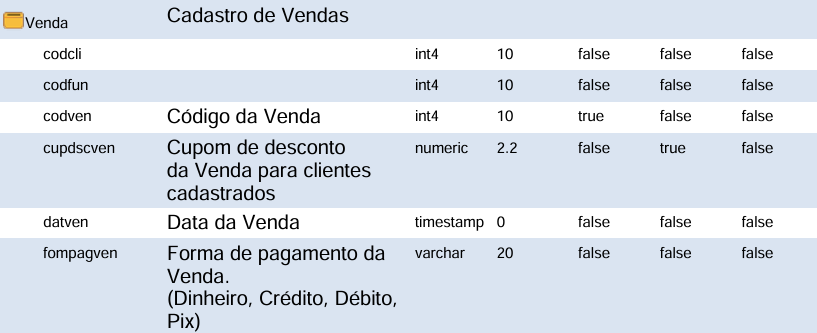 Venda Cadastro de Vendas
codcli int4 10 false false false
codfun int4 10 false false false
codven Código da Venda int4 10 true false false
cupdscven Cupom de desconto numeric 2.2 false true false
da Venda para clientes
cadastrados
datven Data da Venda timestamp 0 false false false
fompagven Forma de pagamento da varchar 20 false false false
Venda.
(Dinheiro, Crédito, Débito,
Pix)